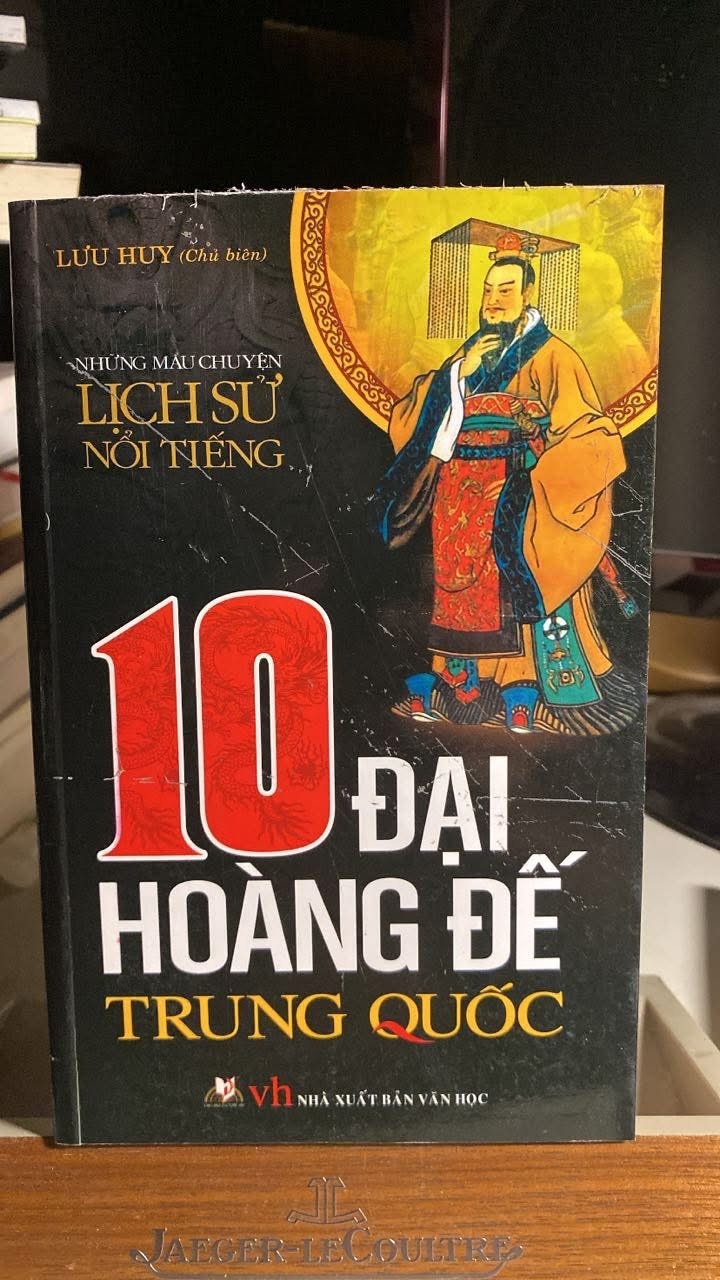 LƯU HUY (Chủ biên)
NHỮNG MẨU CHUYỆN
LỊCH SỬ
NỔI TIẾNG
10 ĐẠI
HOÀNG ĐẾ
TRUNG QUỐC
vh NHÀ XUẤT BẢN VĂN HỌC
JAEGER-LECOULTRE